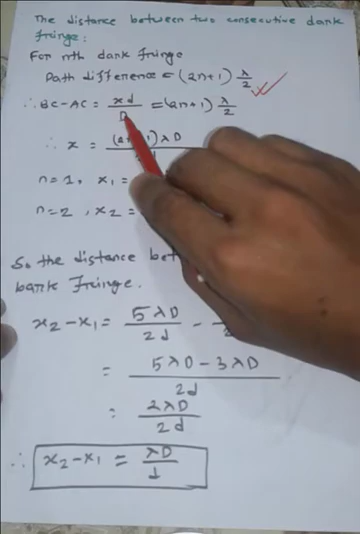 The distance between two consecutive dark
fringe:
For nth dark fringe
Path difference = (2n+1) λ/2
∴ BC-AC = xd/D = (2n+1) λ/2
∴ x = λD
n=1, x₁ =
n=2, x₂ =
So the distance bet
bank fringe.
x₂-x₁ = 5λD/2d -
= 5λD-3λD/2d
= 2λD/2d
∴ x₂-x₁ = λD/d